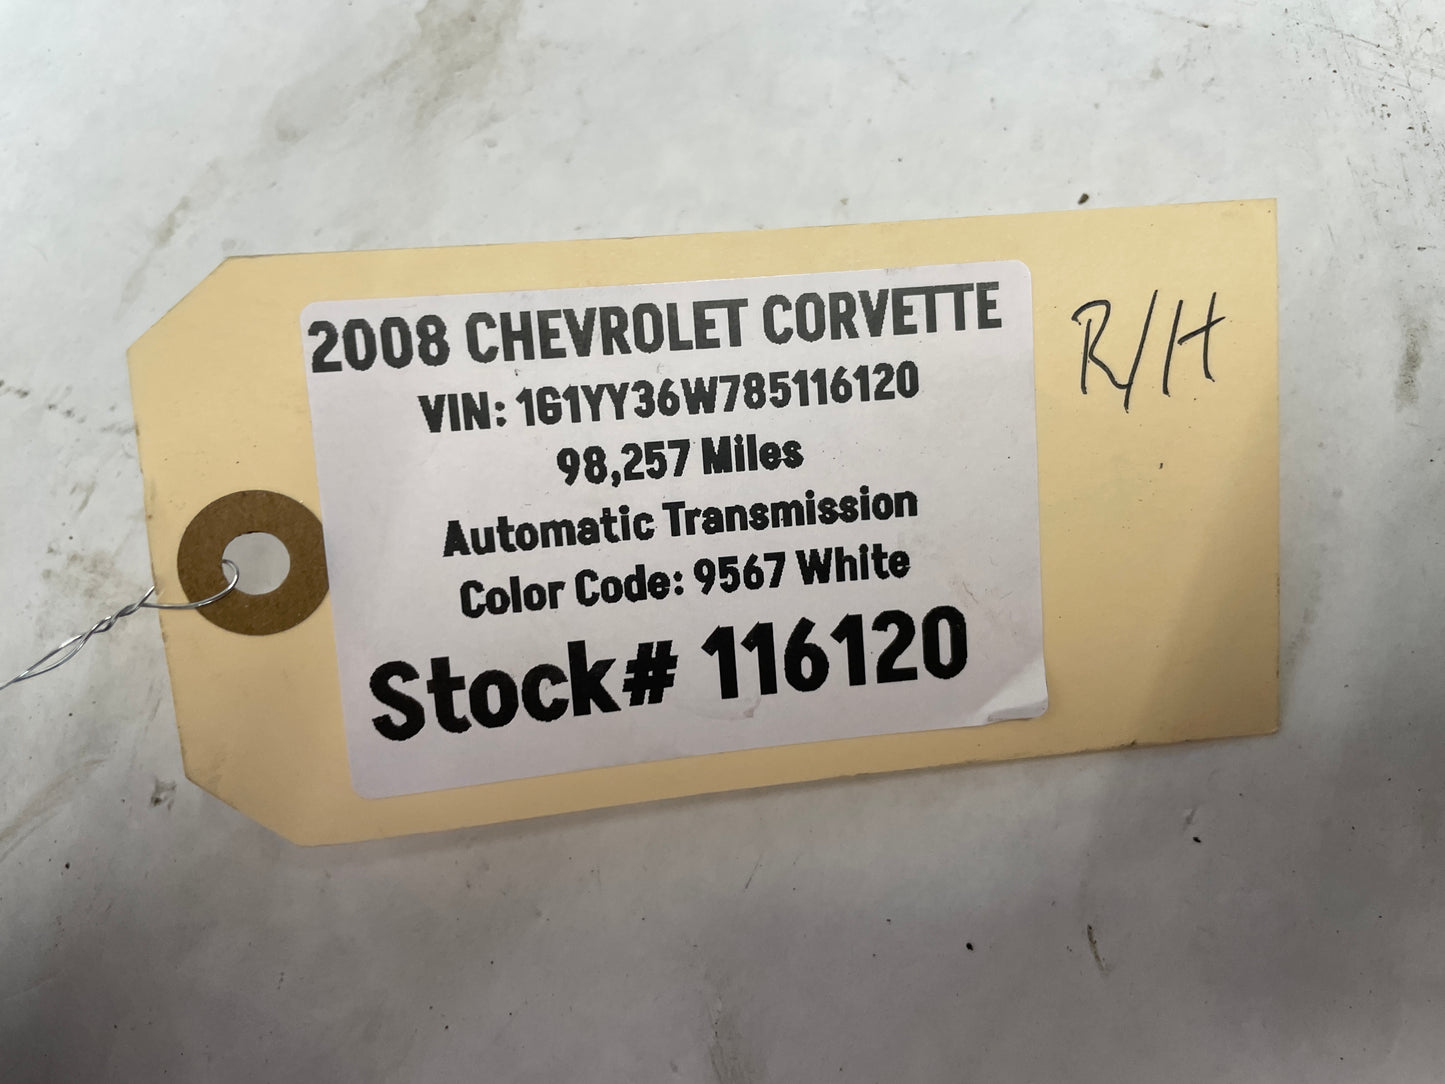 2008 CHEVROLET CORVETTE
VIN: 1G1YY36W785116120
98,257 Miles
Automatic Transmission
Color Code: 9567 White
Stock# 116120
R/H